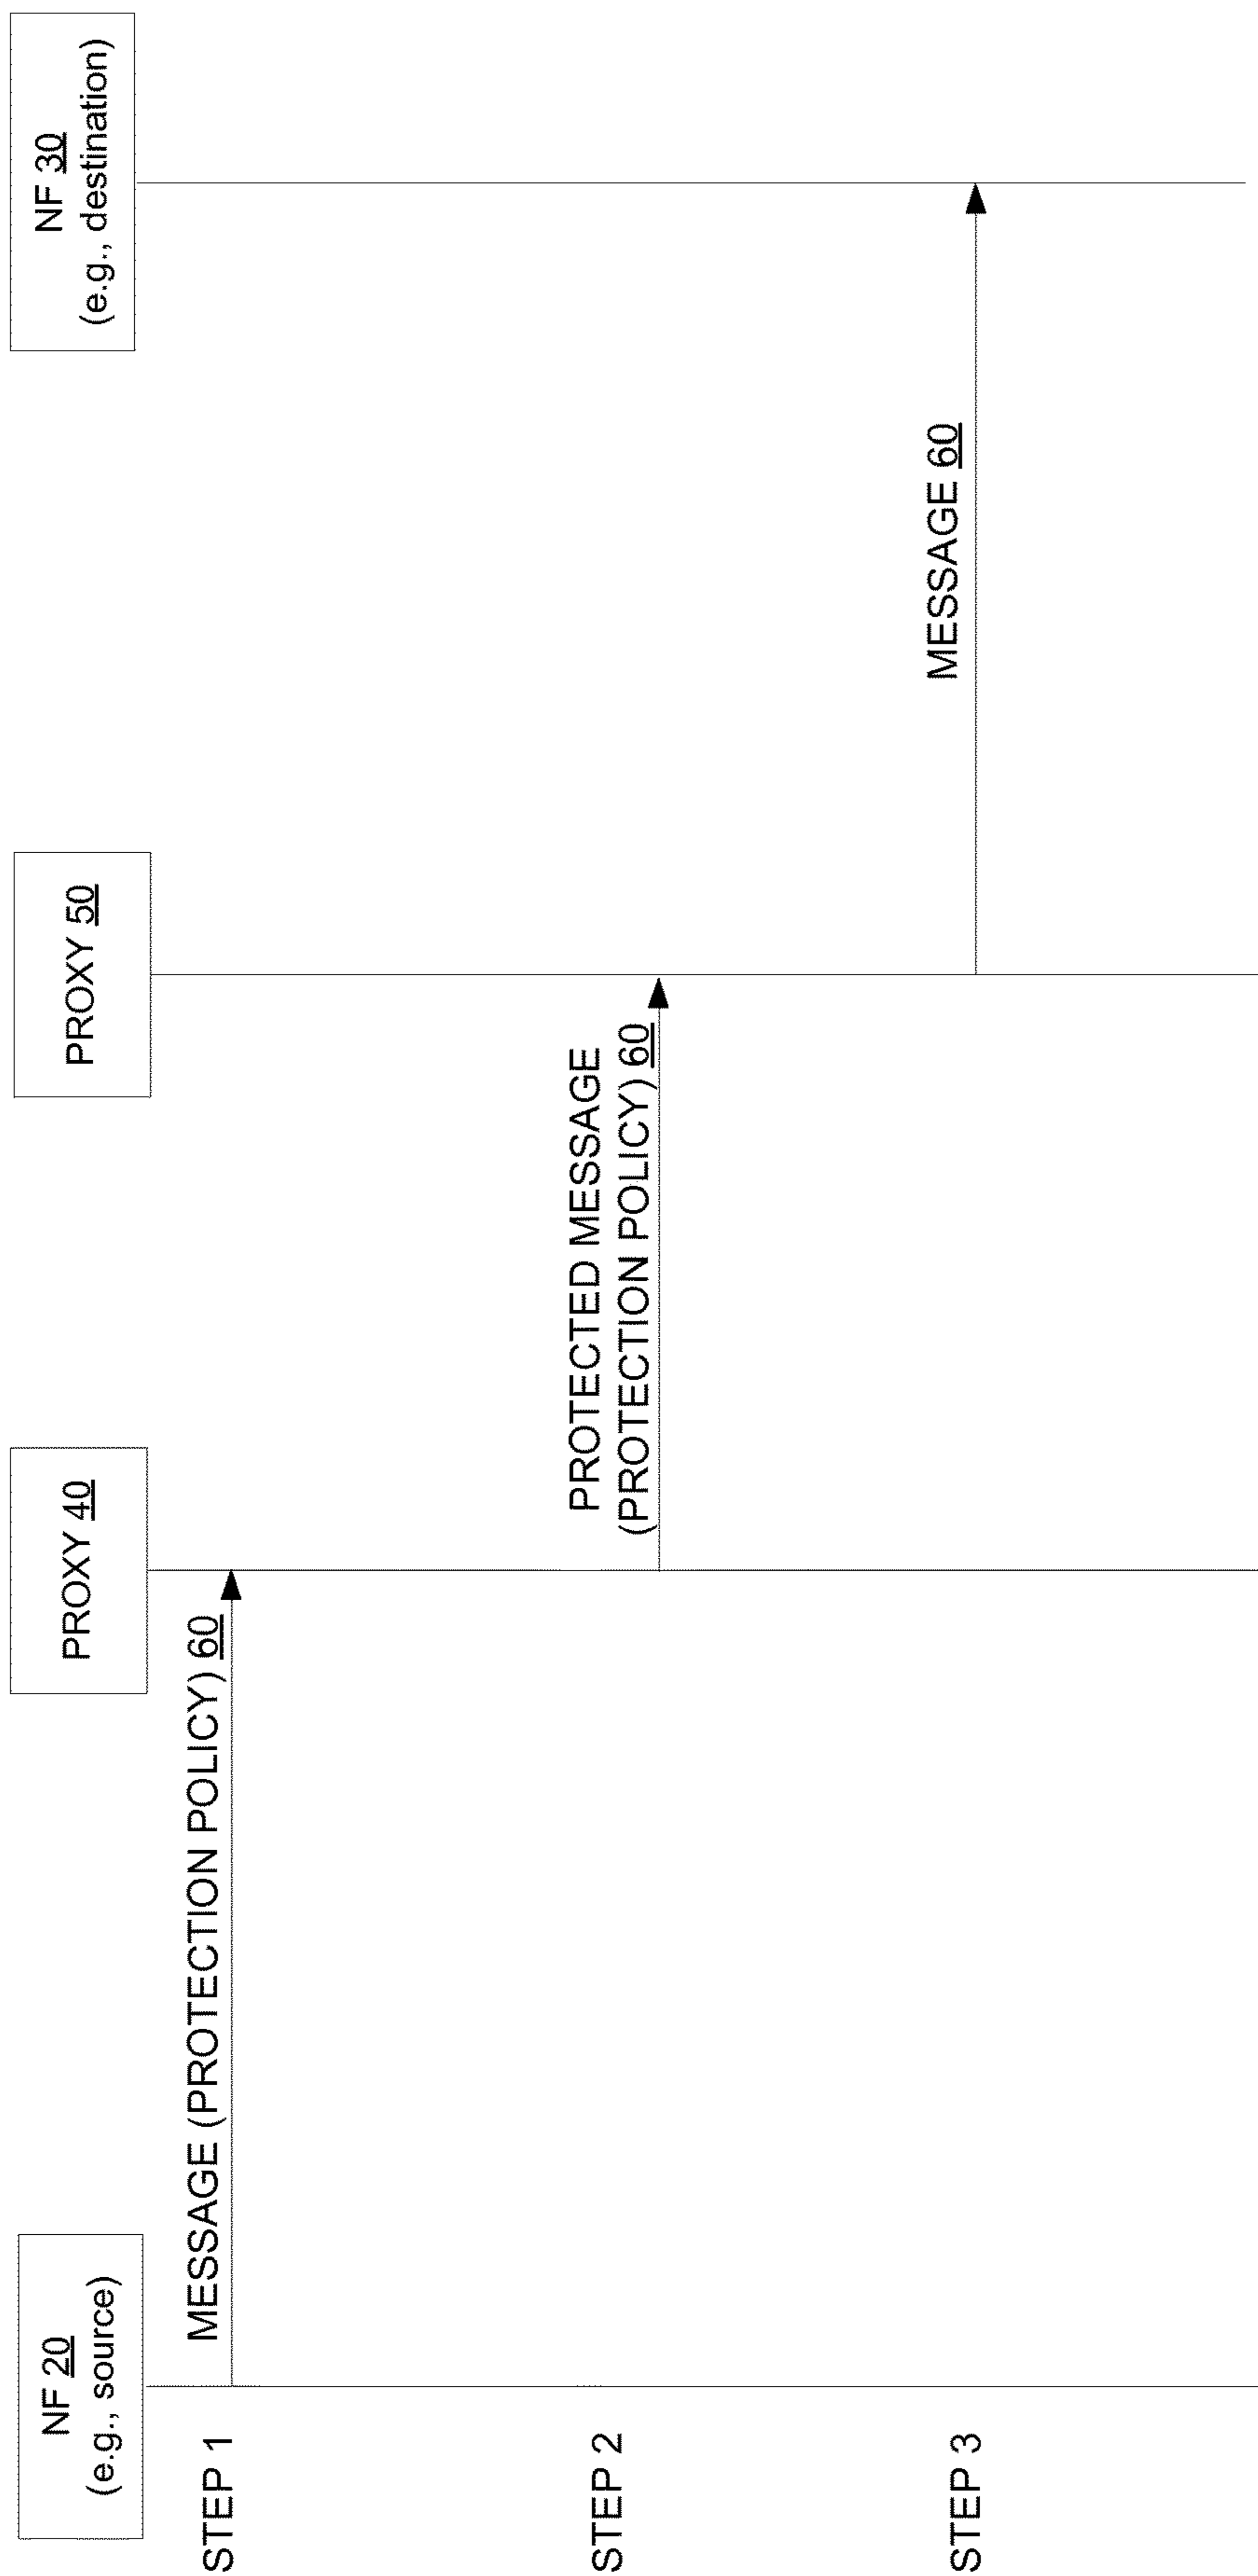 NF 20
(e.g., source)
PROXY 40
PROXY 50
NF 30
(e.g., destination)
STEP 1
MESSAGE (PROTECTION POLICY) 60
STEP 2
PROTECTED MESSAGE
(PROTECTION POLICY) 60
STEP 3
MESSAGE 60